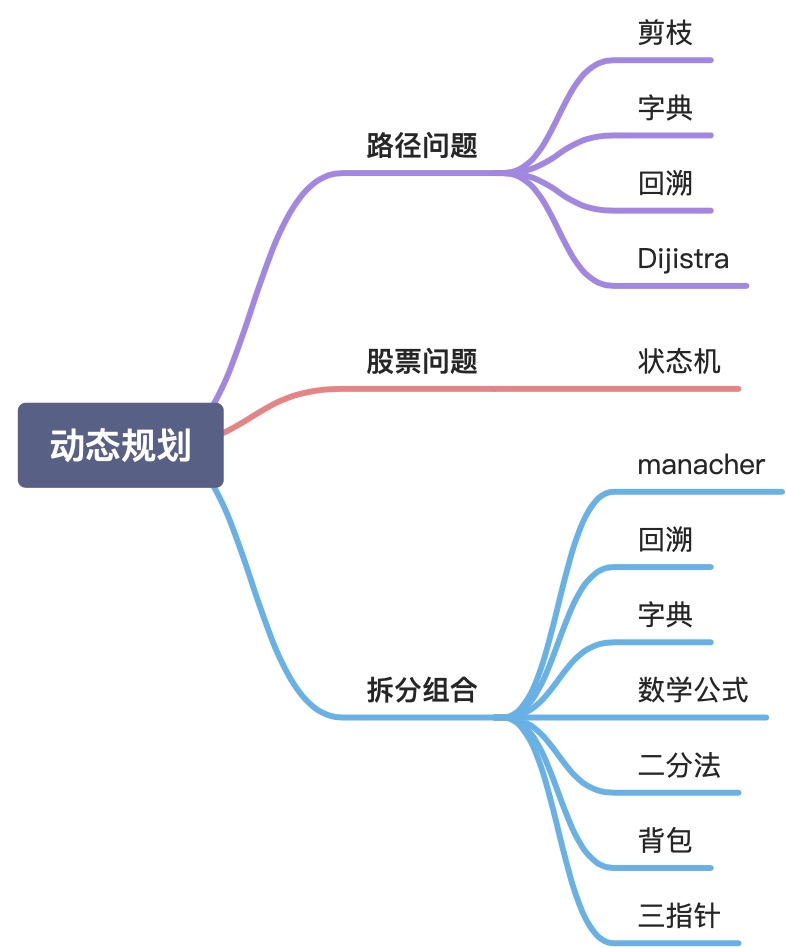 动态规划
路径问题
剪枝
字典
回溯
Dijistra
股票问题
状态机
拆分组合
manacher
回溯
字典
数学公式
二分法
背包
三指针